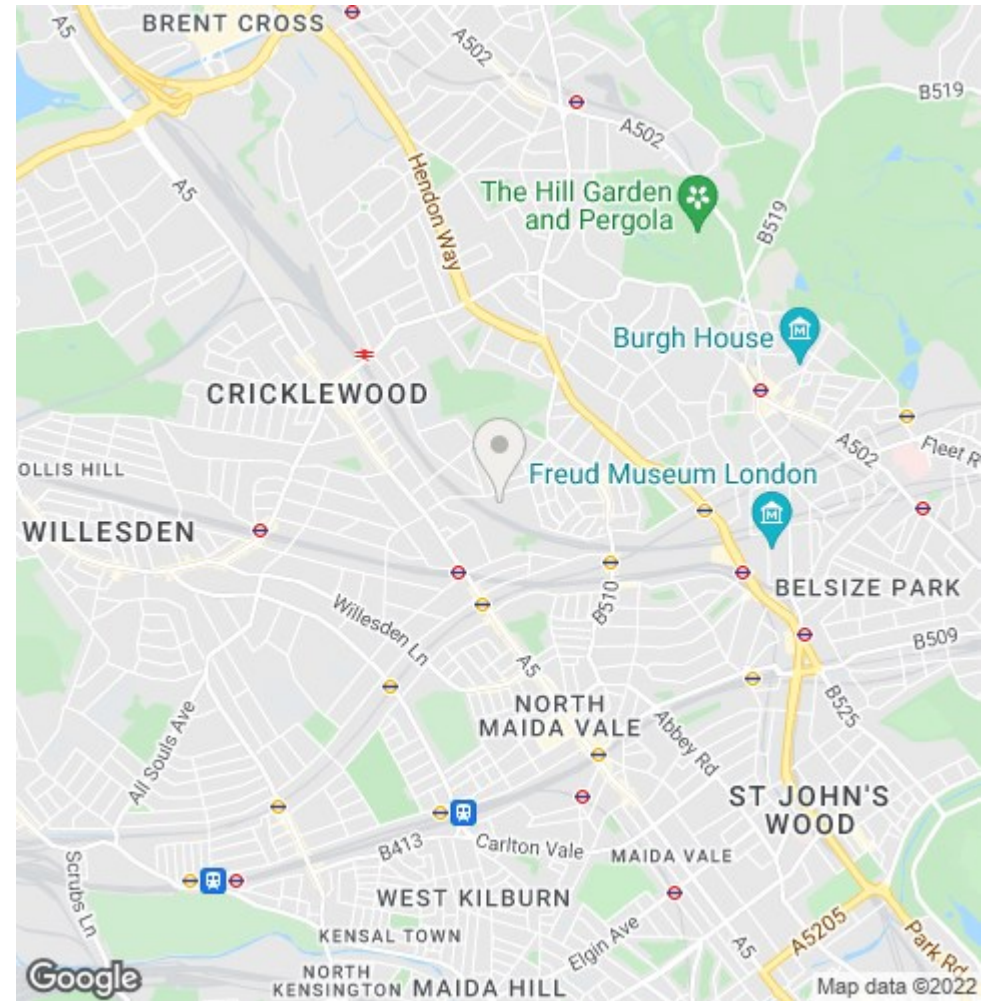 BRENT CROSS
A5
A502
B519
A502
Hendon Way
The Hill Garden
and Pergola
B519
A5
Burgh House
CRICKLEWOOD
A502
Fleet R
OLLIS HILL
Freud Museum London
WILLESDEN
BELSIZE PARK
B510
Willesden Ln
B509
A5
B525
NORTH
MAIDA VALE
Abbey Rd
All Souls Ave
ST JOHN'S
WOOD
B413
Carlton Vale
MAIDA VALE
Scrubs Ln
WEST KILBURN
KENSAL TOWN
Elgin Ave
A5
A5205
Park Rd
NORTH
KENSINGTON
MAIDA HILL
Google
Map data ©2022